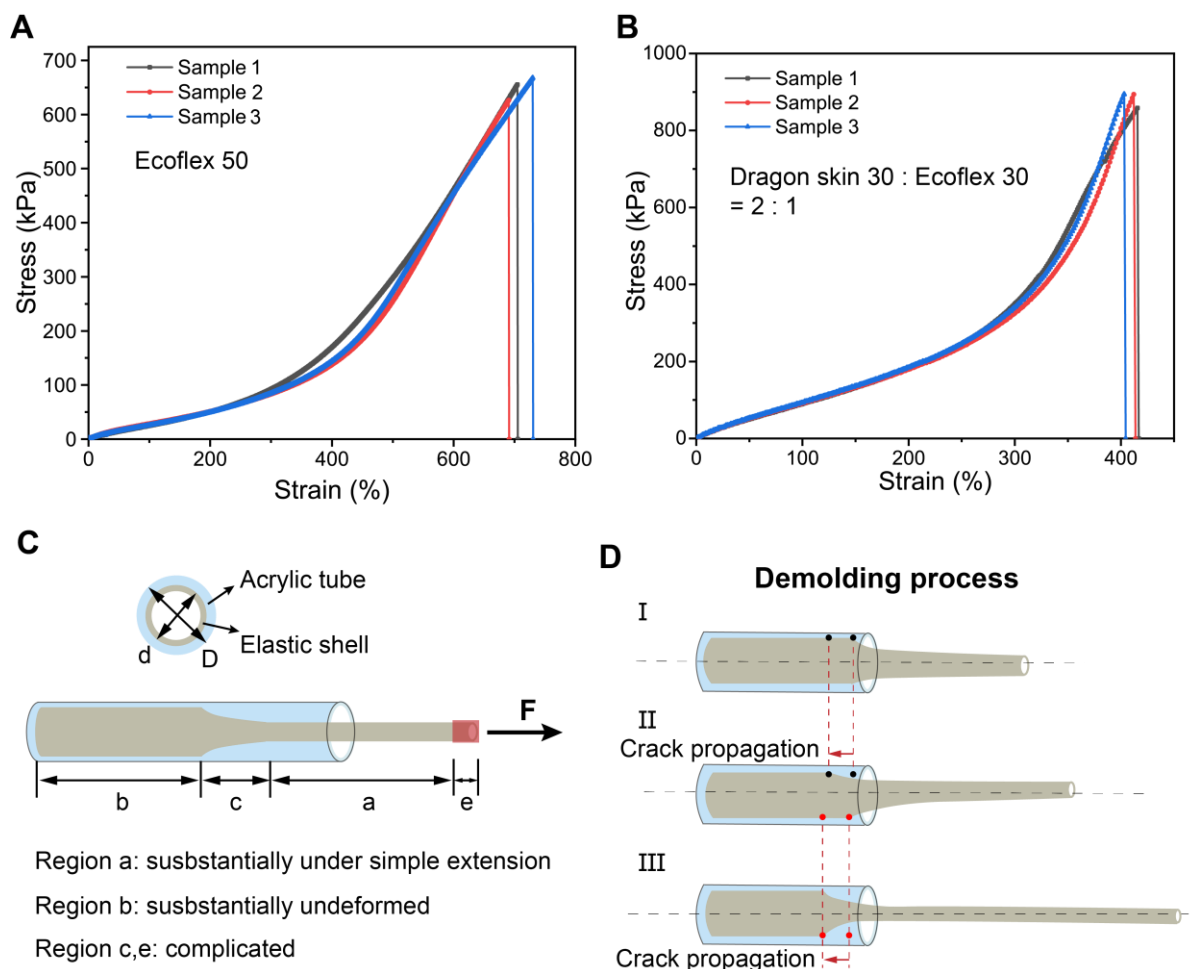 A
700
600
500
400
300
200
100
0
Stress (kPa)
Sample 1
Sample 2
Sample 3
Ecoflex 50
0 200 400 600 800
Strain (%)
B
1000
800
600
400
200
0
Stress (kPa)
Sample 1
Sample 2
Sample 3
Dragon skin 30 : Ecoflex 30
= 2 : 1
0 100 200 300 400
Strain (%)
C
Acrylic tube
Elastic shell
d D
F
b c a e
Region a: susbstantially under simple extension
Region b: susbstantially undeformed
Region c,e: complicated
D
Demolding process
I
II
Crack propagation
III
Crack propagation